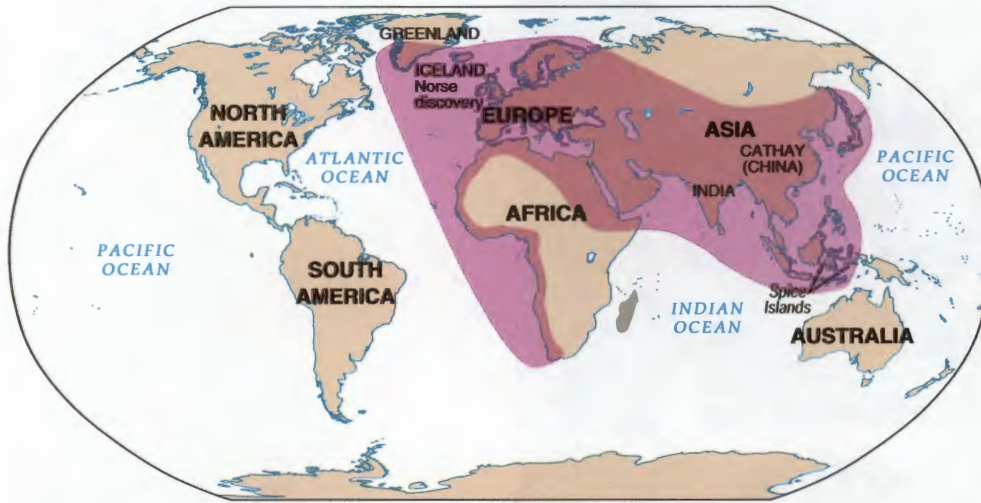 GREENLAND
ICELAND
Norse
discovery
NORTH
AMERICA
EUROPE
ASIA
ATLANTIC
OCEAN
CATHAY
(CHINA)
PACIFIC
OCEAN
INDIA
AFRICA
PACIFIC
OCEAN
SOUTH
AMERICA
Spice
Islands
INDIAN
OCEAN
AUSTRALIA